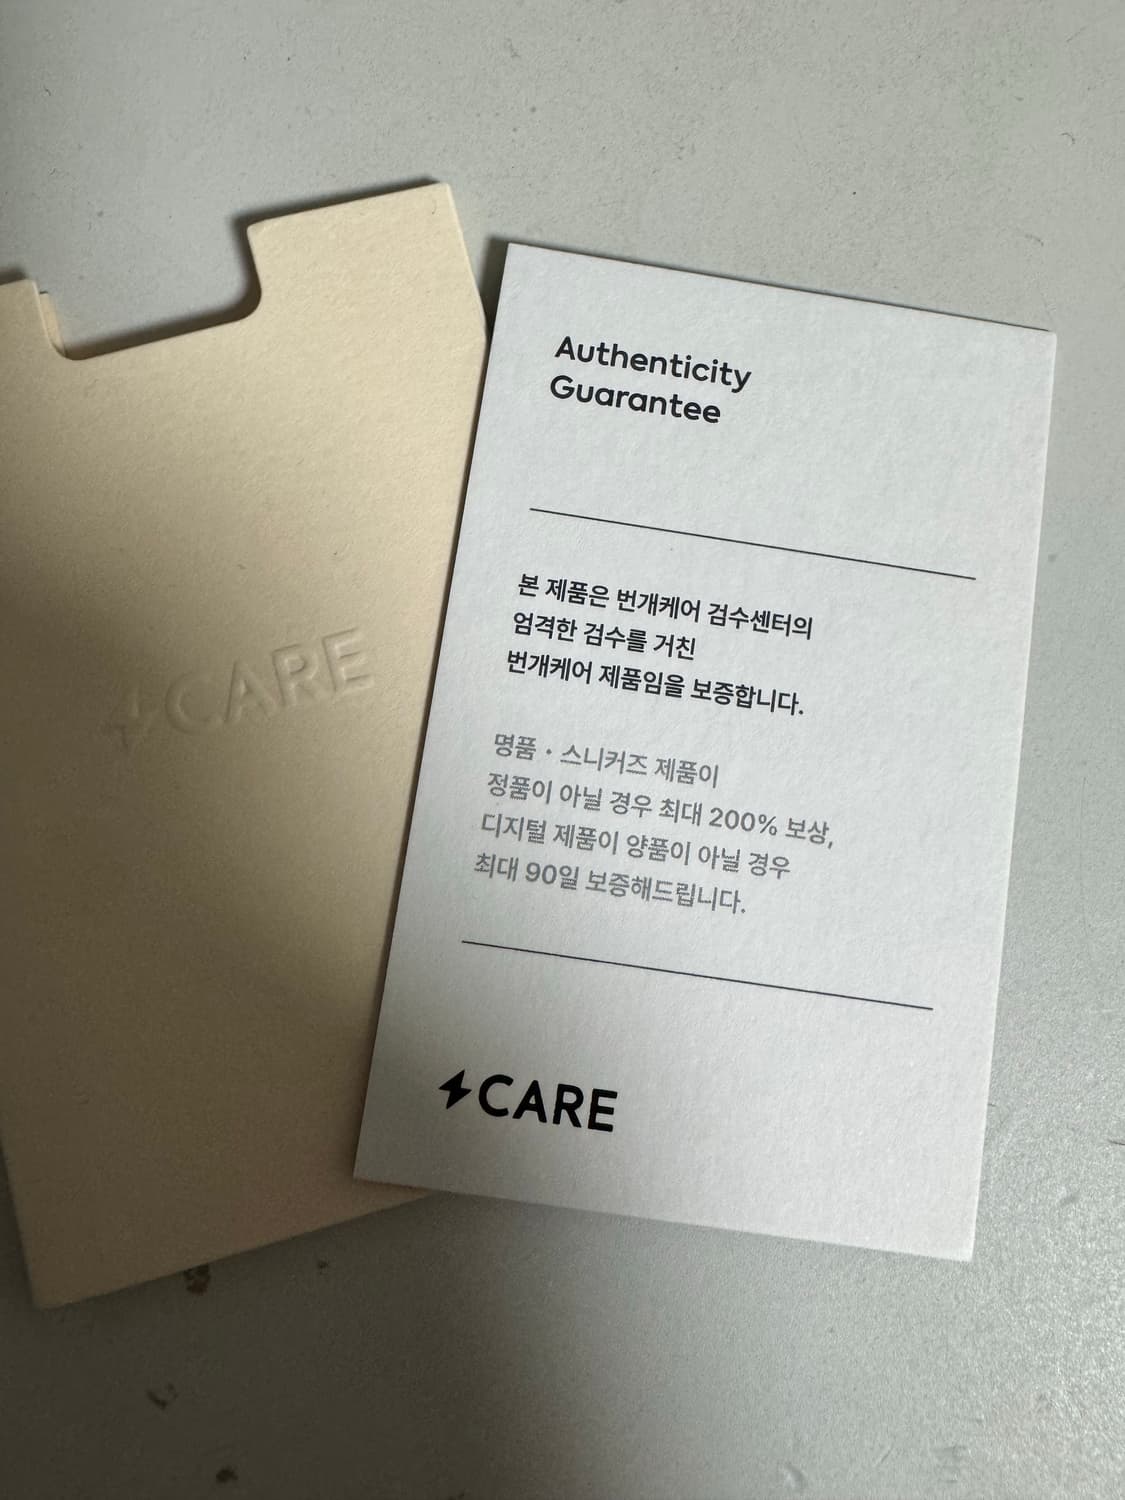 CARE
Authenticity
Guarantee
본 제품은 번개케어 검수센터의
엄격한 검수를 거친
번개케어 제품임을 보증합니다.
명품 · 스니커즈 제품이
정품이 아닐 경우 최대 200% 보상,
디지털 제품이 양품이 아닐 경우
최대 90일 보증해드립니다.
CARE